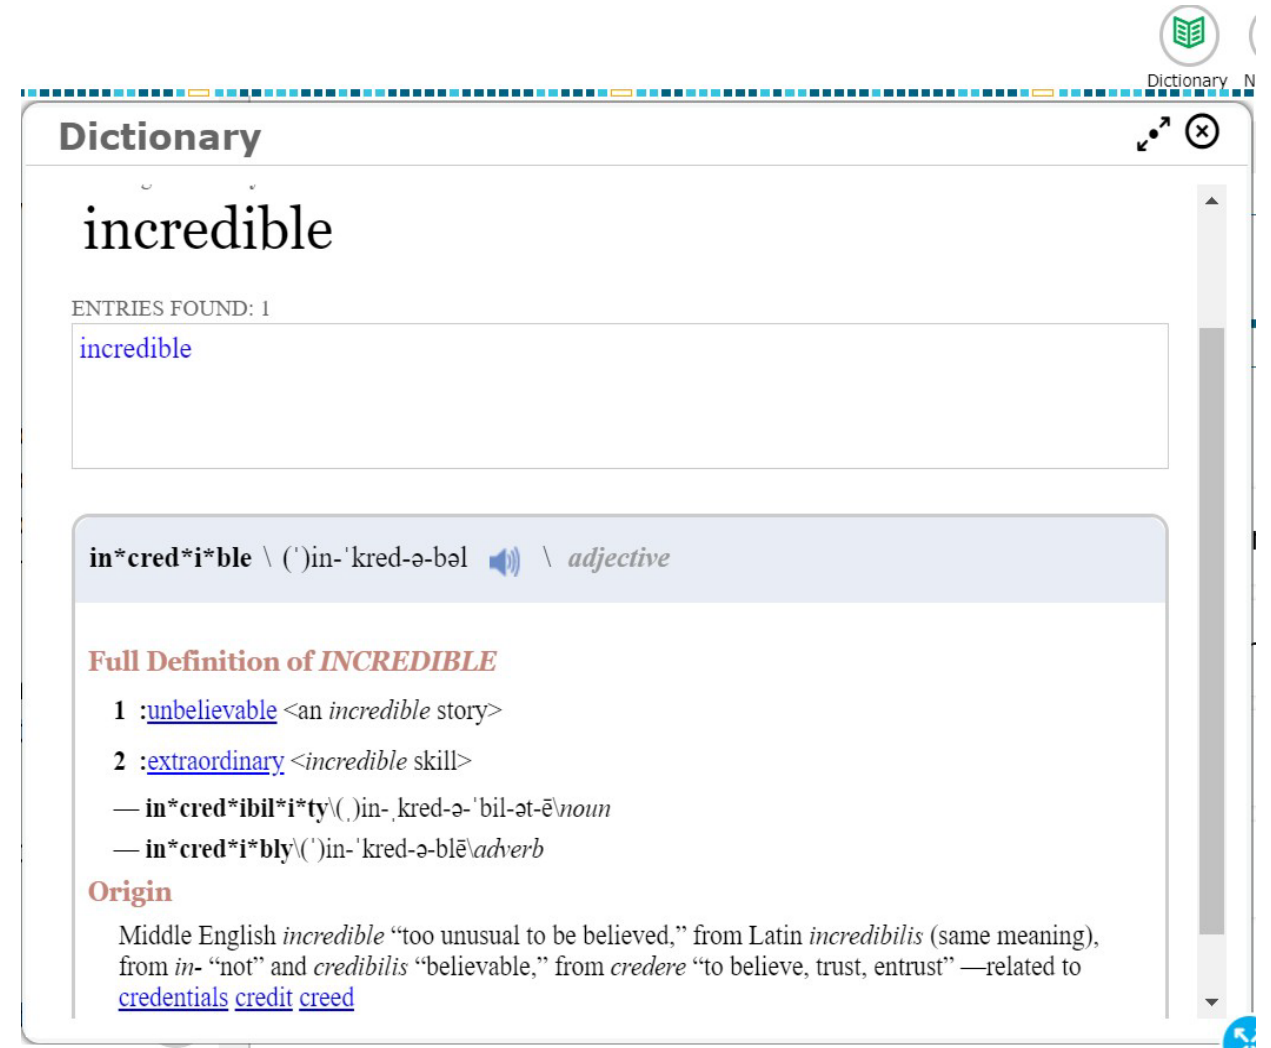 Dictionary N
Dictionary
incredible
ENTRIES FOUND: 1
incredible
in*cred*i*ble \ (ˈ)in-ˈkred-ə-bəl \ adjective
Full Definition of INCREDIBLE
1 :unbelievable <an incredible story>
2 :extraordinary <incredible skill>
— in*cred*ibil*i*ty\(ˌ)in-ˌkred-ə-ˈbil-ət-ē\noun
— in*cred*i*bly\(ˈ)in-ˈkred-ə-blē\adverb
Origin
Middle English incredible “too unusual to be believed,” from Latin incredibilis (same meaning),
from in- “not” and credibilis “believable,” from credere “to believe, trust, entrust” —related to
credentials credit creed